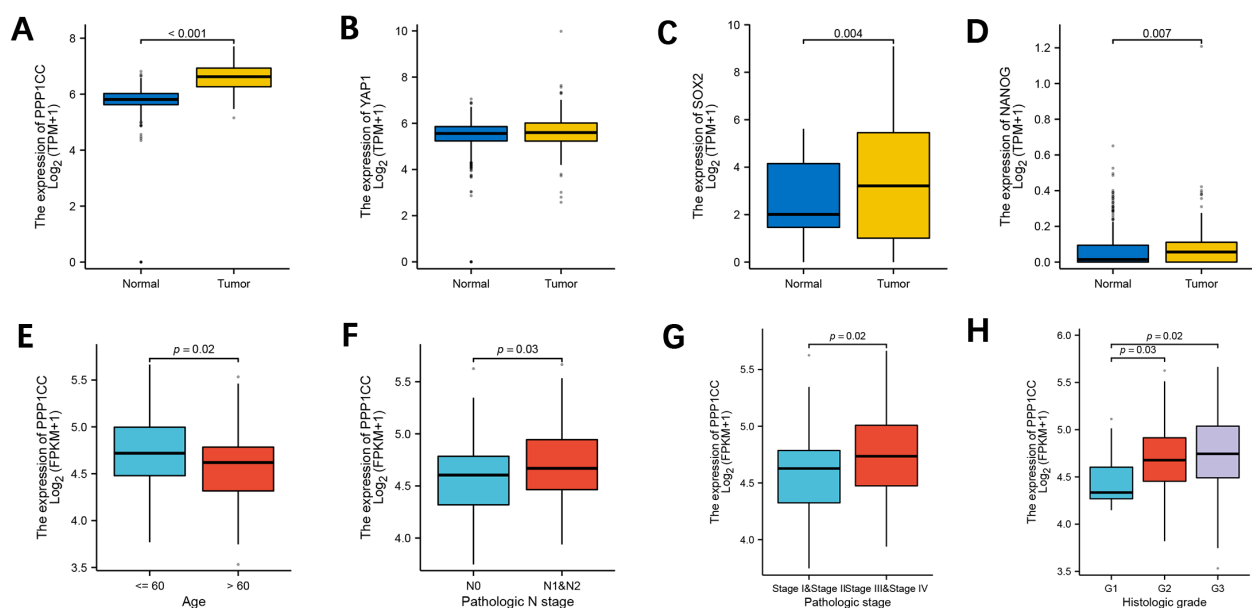 A
The expression of PPP1CC
Log2 (TPM+1)
8
6
4
2
0
< 0.001
Normal
Tumor
B
The expression of YAP1
Log2 (TPM+1)
10
8
6
4
2
0
Normal
Tumor
C
The expression of SOX2
Log2 (TPM+1)
10
8
6
4
2
0
0.004
Normal
Tumor
D
The expression of NANOG
Log2 (TPM+1)
1.2
1.0
0.8
0.6
0.4
0.2
0.0
0.007
Normal
Tumor
E
The expression of PPP1CC
Log2 (FPKM+1)
5.5
5.0
4.5
4.0
3.5
p = 0.02
<= 60
> 60
Age
F
The expression of PPP1CC
Log2 (FPKM+1)
5.5
5.0
4.5
4.0
p = 0.03
N0
N1&N2
Pathologic N stage
G
The expression of PPP1CC
Log2 (FPKM+1)
5.5
5.0
4.5
4.0
p = 0.02
Stage I&Stage II
Stage III&Stage IV
Pathologic stage
H
The expression of PPP1CC
Log2 (FPKM+1)
6.0
5.5
5.0
4.5
4.0
3.5
p = 0.02
p = 0.03
G1
G2
G3
Histologic grade